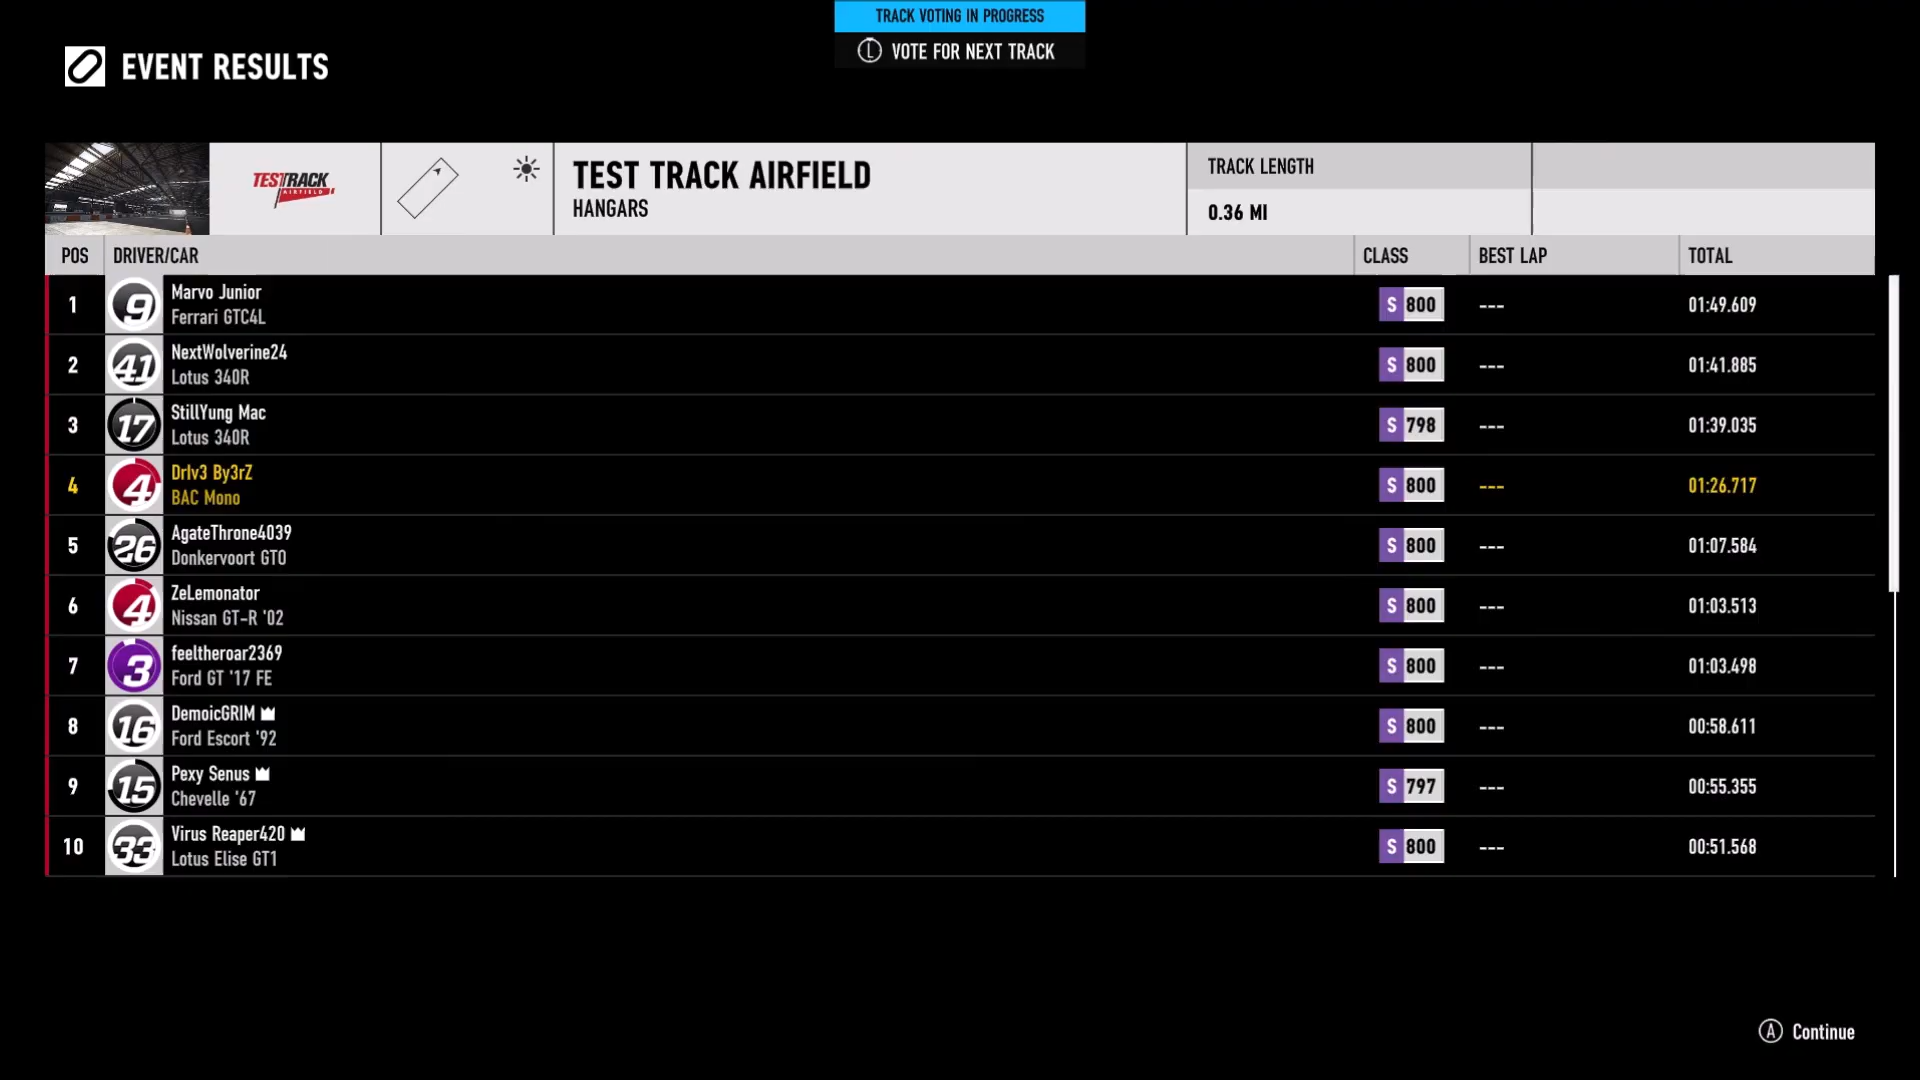 TRACK VOTING IN PROGRESS
L VOTE FOR NEXT TRACK
EVENT RESULTS
TESTTRACK
AIRFIELD
TEST TRACK AIRFIELD
HANGARS
TRACK LENGTH
0.36 MI
POS DRIVER/CAR CLASS BEST LAP TOTAL
1 9 Marvo Junior S 800 --- 01:49.609
Ferrari GTC4L
2 41 NextWolverine24 S 800 --- 01:41.885
Lotus 340R
3 17 StillYung Mac S 798 --- 01:39.035
Lotus 340R
4 4 DrIv3 By3rZ S 800 --- 01:26.717
BAC Mono
5 26 AgateThrone4039 S 800 --- 01:07.584
Donkervoort GTO
6 4 ZeLemonator S 800 --- 01:03.513
Nissan GT-R '02
7 3 feeltheroar2369 S 800 --- 01:03.498
Ford GT '17 FE
8 16 DemoicGRIM S 800 --- 00:58.611
Ford Escort '92
9 15 Pexy Senus S 797 --- 00:55.355
Chevelle '67
10 33 Virus Reaper420 S 800 --- 00:51.568
Lotus Elise GT1
A Continue